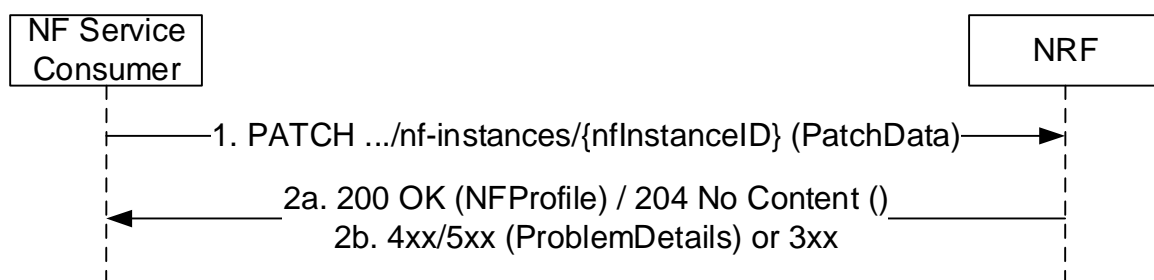 NF Service
Consumer
NRF
1. PATCH .../nf-instances/{nfInstanceID} (PatchData)
2a. 200 OK (NFProfile) / 204 No Content ()
2b. 4xx/5xx (ProblemDetails) or 3xx